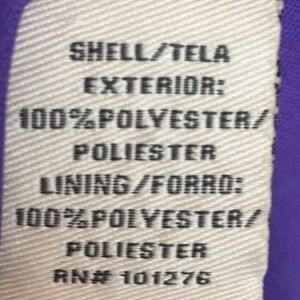 SHELL/TELA
EXTERIOR:
100%POLYESTER/
POLIESTER
LINING/FORRO:
100%POLYESTER/
POLIESTER
RN# 101276